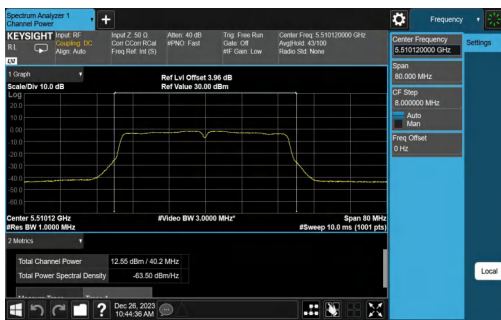 Spectrum Analyzer 1
Channel Power
+
Frequency
KEYSIGHT
Input: RF
Coupling: DC
Align: Auto
Input Z: 50 Ω
Corr CCorr RCal
Freq Ref: Int (S)
Atten: 40 dB
#PNO: Fast
Trig: Free Run
Gate: Off
#IF Gain: Low
Center Freq: 5.510120000 GHz
Avg|Hold: 43/100
Radio Std: None
RL
LXI
Center Frequency
5.510120000 GHz
Settings
Span
80.000 MHz
CF Step
8.000000 MHz
Auto
Man
Freq Offset
0 Hz
Local
1 Graph
Scale/Div 10.0 dB
Ref Lvl Offset 3.96 dB
Ref Value 30.00 dBm
Log
20.0
10.0
0.00
-10.0
-20.0
-30.0
-40.0
-50.0
-60.0
Center 5.51012 GHz
#Res BW 1.0000 MHz
#Video BW 3.0000 MHz*
Span 80 MHz
#Sweep 10.0 ms (1001 pts)
2 Metrics
Total Channel Power 12.55 dBm / 40.2 MHz
Total Power Spectral Density -63.50 dBm/Hz
?
Dec 26, 2023
10:44:36 AM